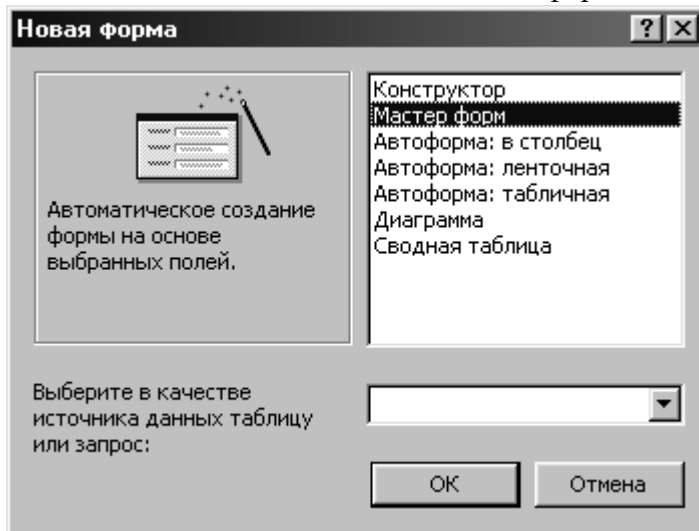 Новая форма
Автоматическое создание
формы на основе
выбранных полей.
Конструктор
Мастер форм
Автоформа: в столбец
Автоформа: ленточная
Автоформа: табличная
Диаграмма
Сводная таблица
Выберите в качестве
источника данных таблицу
или запрос:
ОК
Отмена